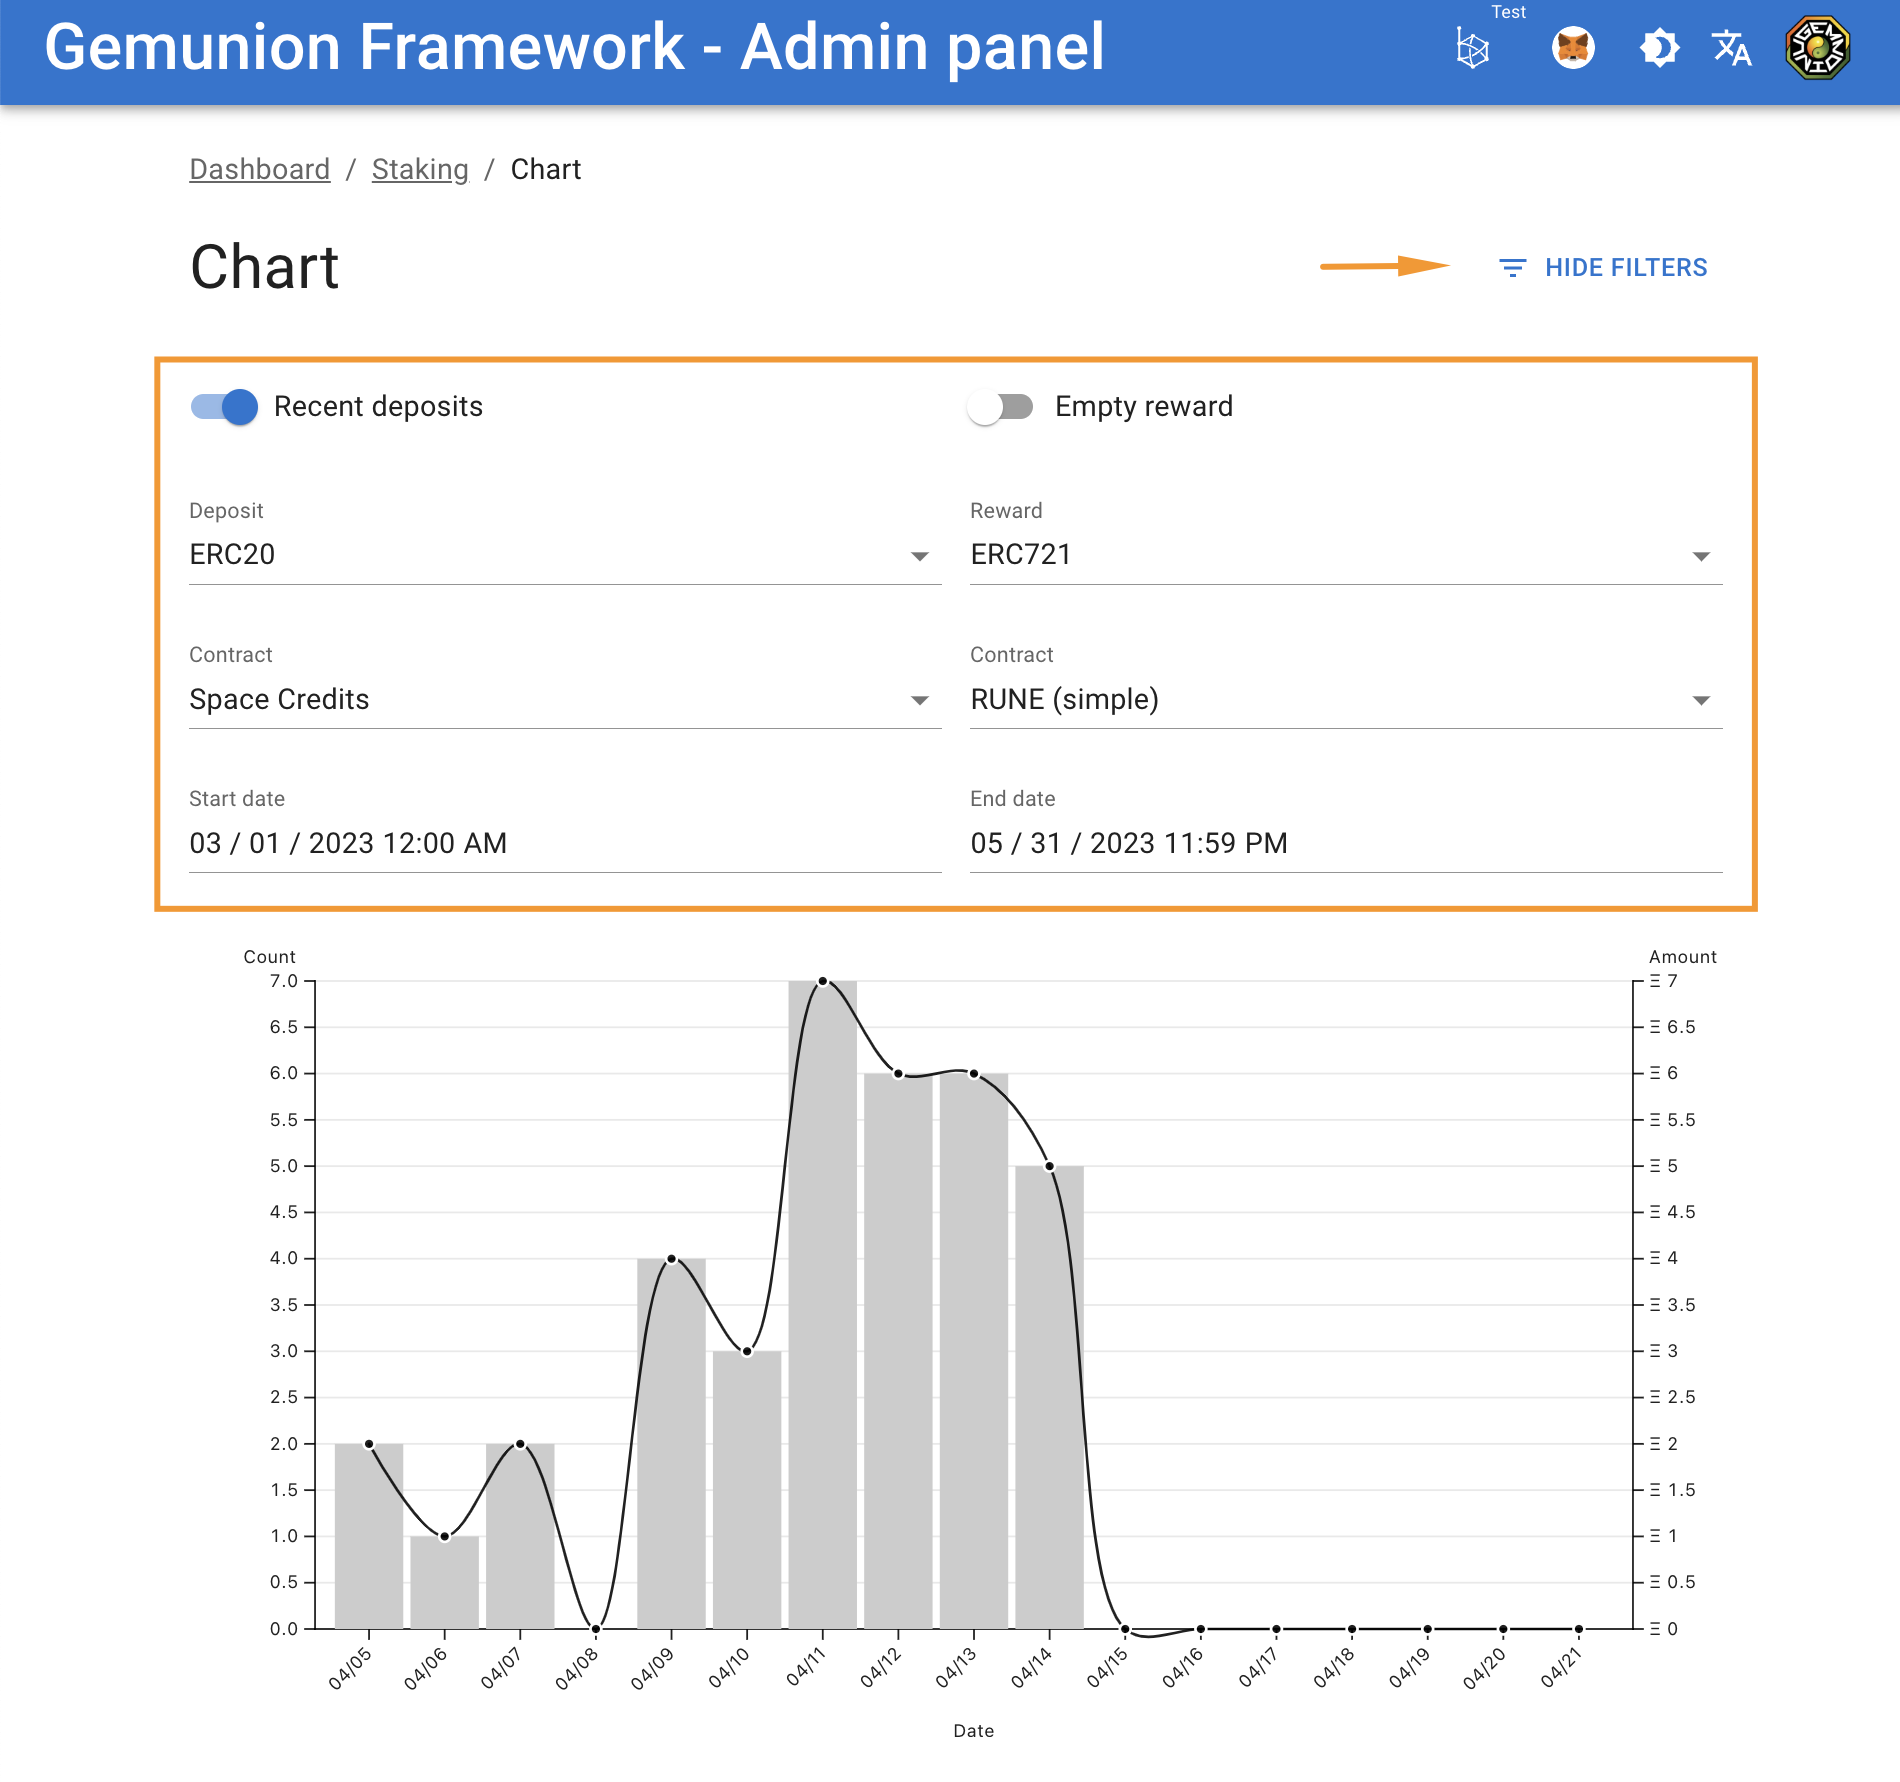 Gemunion Framework - Admin panel
Test
Dashboard / Staking / Chart
Chart
HIDE FILTERS
Recent deposits
Empty reward
Deposit
ERC20
Reward
ERC721
Contract
Space Credits
Contract
RUNE (simple)
Start date
03 / 01 / 2023 12:00 AM
End date
05 / 31 / 2023 11:59 PM
Count
7.0
6.5
6.0
5.5
5.0
4.5
4.0
3.5
3.0
2.5
2.0
1.5
1.0
0.5
0.0
Amount
Ξ 7
Ξ 6.5
Ξ 6
Ξ 5.5
Ξ 5
Ξ 4.5
Ξ 4
Ξ 3.5
Ξ 3
Ξ 2.5
Ξ 2
Ξ 1.5
Ξ 1
Ξ 0.5
Ξ 0
04/05
04/06
04/07
04/08
04/09
04/10
04/11
04/12
04/13
04/14
04/15
04/16
04/17
04/18
04/19
04/20
04/21
Date